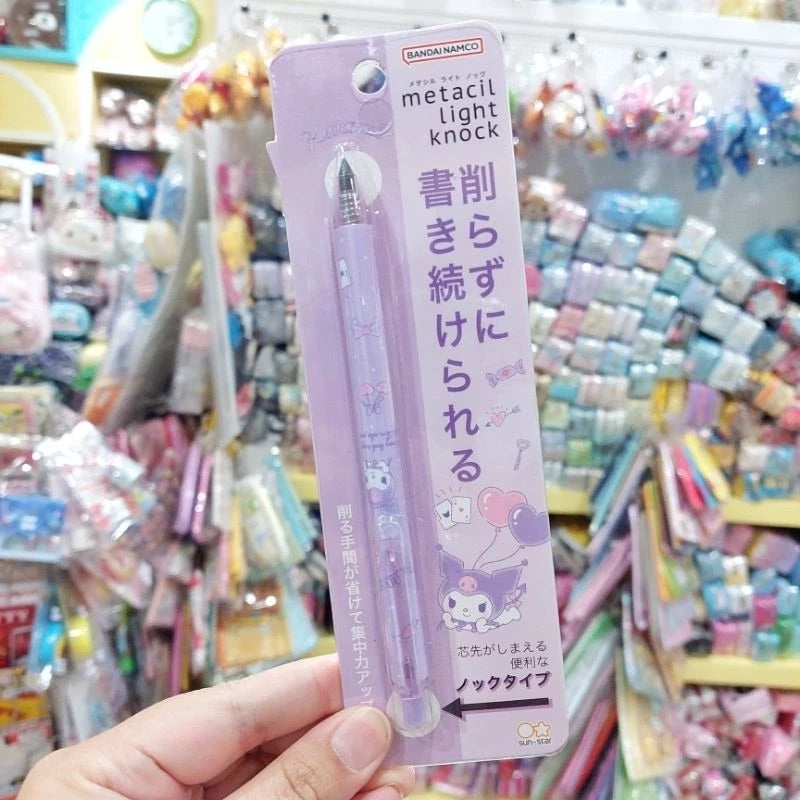 BANDAI NAMCO
メタシル ライト ノック
metacil
light
knock
Kuromi
削らずに
書き続けられる
削る手間が省けて集中力アップ
芯先がしまえる
便利な
ノックタイプ
sun-star